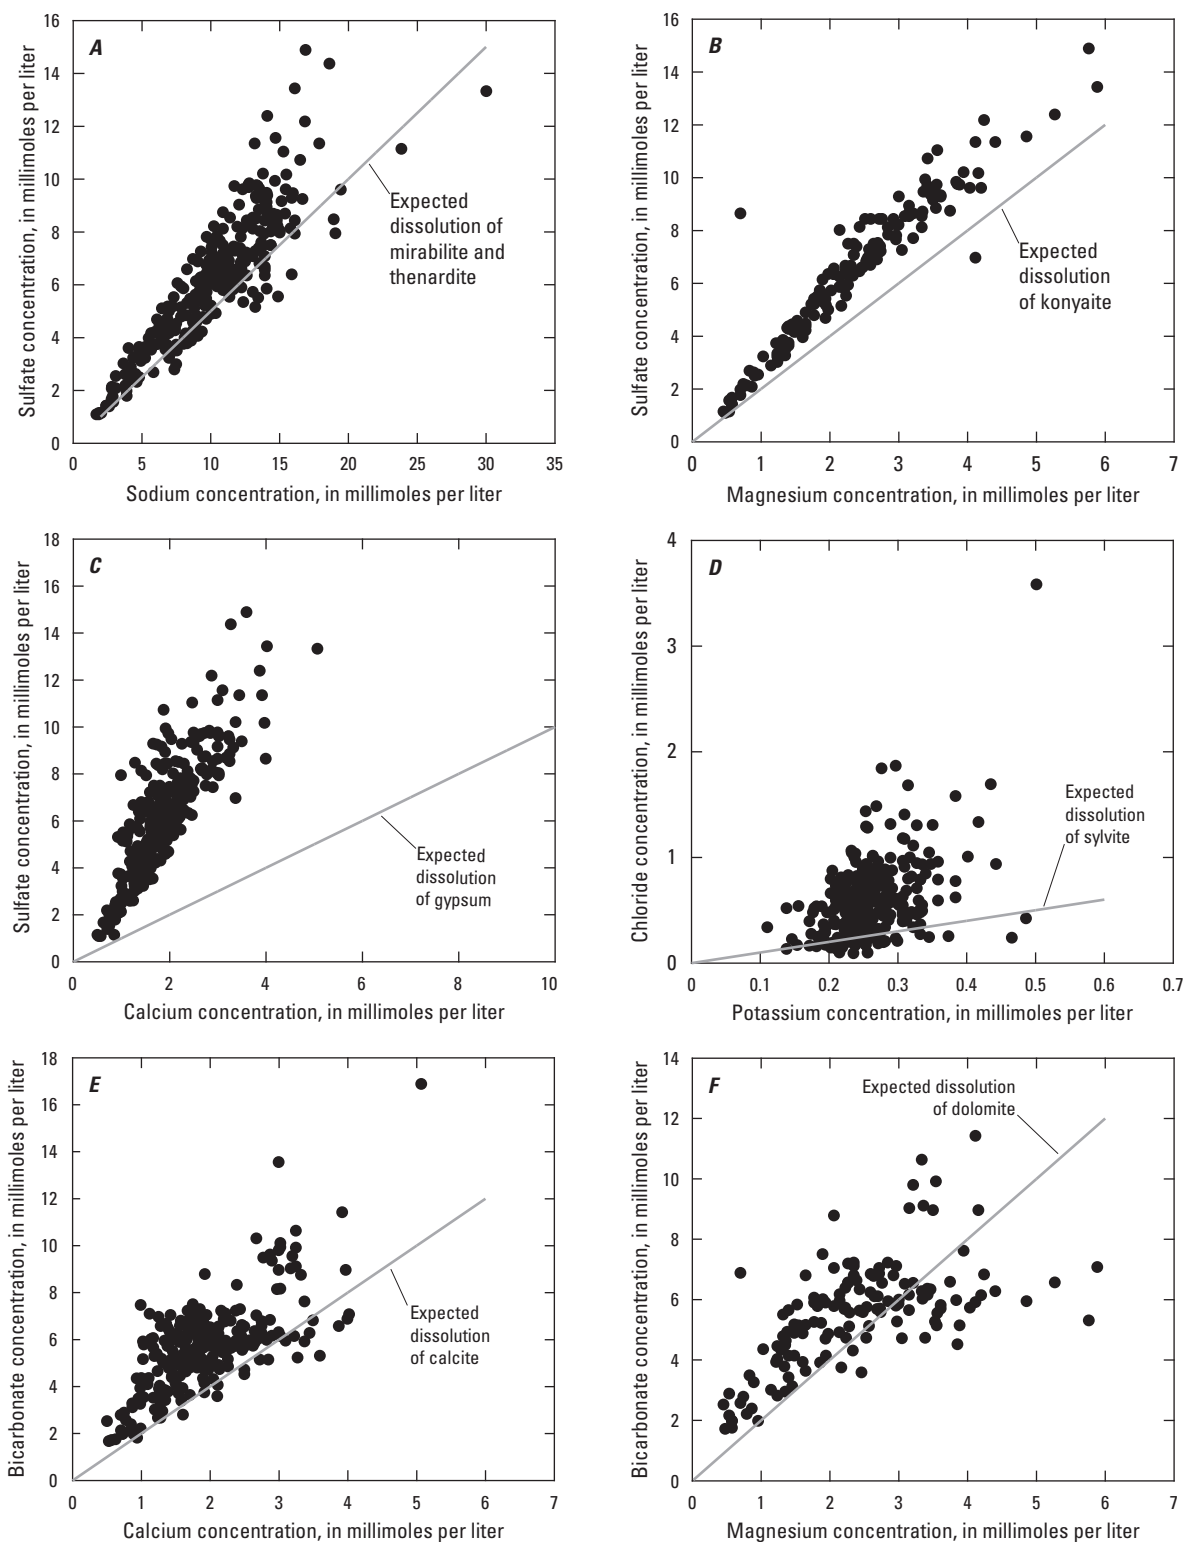 A
Sulfate concentration, in millimoles per liter
16
14
12
10
8
6
4
2
0
Expected
dissolution of
mirabilite and
thenardite
0 5 10 15 20 25 30 35
Sodium concentration, in millimoles per liter
B
Sulfate concentration, in millimoles per liter
16
14
12
10
8
6
4
2
0
Expected
dissolution
of konyaite
0 1 2 3 4 5 6 7
Magnesium concentration, in millimoles per liter
C
Sulfate concentration, in millimoles per liter
18
16
14
12
10
8
6
4
2
0
Expected
dissolution
of gypsum
0 2 4 6 8 10
Calcium concentration, in millimoles per liter
D
Chloride concentration, in millimoles per liter
4
3
2
1
0
Expected
dissolution
of sylvite
0 0.1 0.2 0.3 0.4 0.5 0.6 0.7
Potassium concentration, in millimoles per liter
E
Bicarbonate concentration, in millimoles per liter
18
16
14
12
10
8
6
4
2
0
Expected
dissolution
of calcite
0 1 2 3 4 5 6 7
Calcium concentration, in millimoles per liter
F
Bicarbonate concentration, in millimoles per liter
14
12
10
8
6
4
2
0
Expected dissolution
of dolomite
0 1 2 3 4 5 6 7
Magnesium concentration, in millimoles per liter